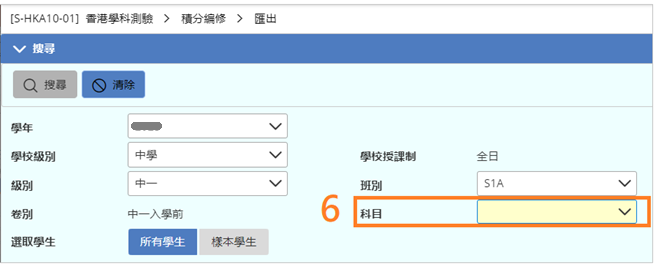 [S-HKA10-01] 香港學科測驗 > 積分編修 > 匯出
搜尋
搜尋 清除
學年
學校級別 中學 學校授課制 全日
級別 中一 班別 S1A
卷別 中一入學前 6 科目
選取學生 所有學生 樣本學生